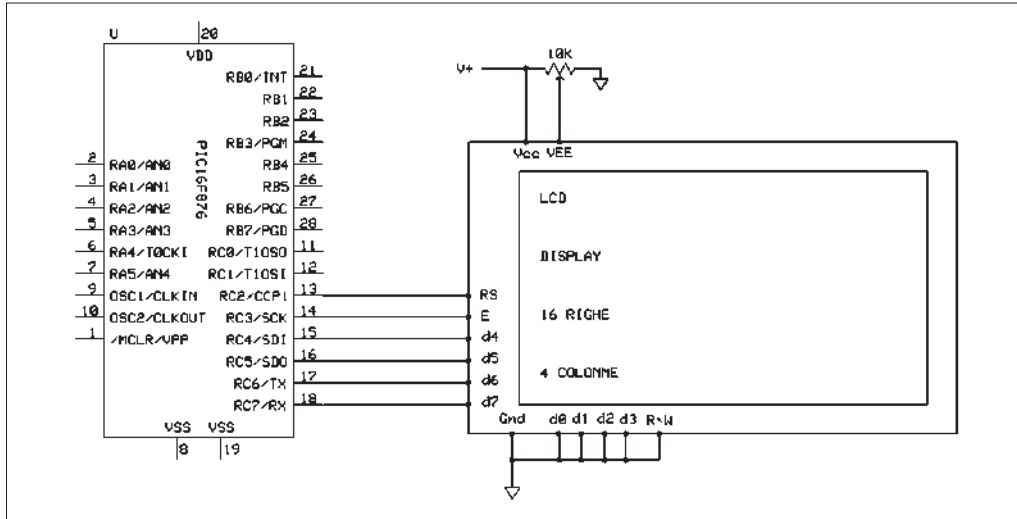 U 20
VDD
RB0/INT 21
RB1 22
RB2 23
RB3/PGM 24
RB4 25
RB5 26
RB6/PGC 27
RB7/PGD 28
RC0/T1OSO 11
RC1/T1OSI 12
RC2/CCP1 13
RC3/SCK 14
RC4/SDI 15
RC5/SDO 16
RC6/TX 17
RC7/RX 18
PIC16F876
2 RA0/AN0
3 RA1/AN1
4 RA2/AN2
5 RA3/AN3
6 RA4/T0CKI
7 RA5/AN4
9 OSC1/CLKIN
10 OSC2/CLKOUT
1 /MCLR/VPP
VSS VSS
8 19
10K
V+
Vcc VEE
LCD
DISPLAY
16 RIGHE
4 COLONNE
RS
E
d4
d5
d6
d7
Gnd d0 d1 d2 d3 R\W